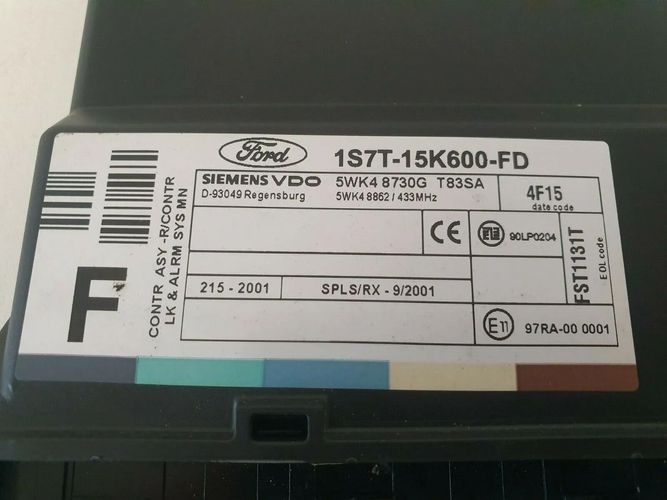 Ford
1S7T-15K600-FD
SIEMENS VDO
D-93049 Regensburg
5WK4 8730G T83SA
5WK4 8862 / 433MHz
4F15
date code
CE
90LP0204
FST1131T
EOL code
215 - 2001
SPLS/RX - 9/2001
E11
97RA-00 0001
F
CONTR ASY -R/CONTR
LK & ALRM SYS MN